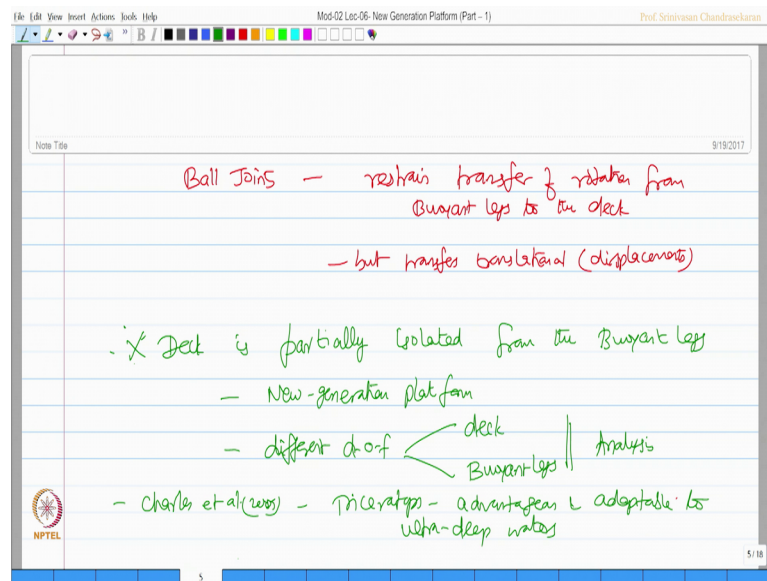 File Edit View Insert Actions Tools Help
Mod-02 Lec-06- New Generation Platform (Part – 1)
Prof. Srinivasan Chandrasekaran
B I
Note Title
9/19/2017
Ball Joins — restrain transfer of rotation from
Buoyant legs to the deck
— but transfers translational (displacements)
Deck is partially isolated from the Buoyant Legs
— New-generation platform
— different d-o-f
deck
Buoyant legs
Analysis
— Charles et al (2005) — Triceratops — advantageous & adaptable to
ultra-deep waters
NPTEL
5 / 18
5